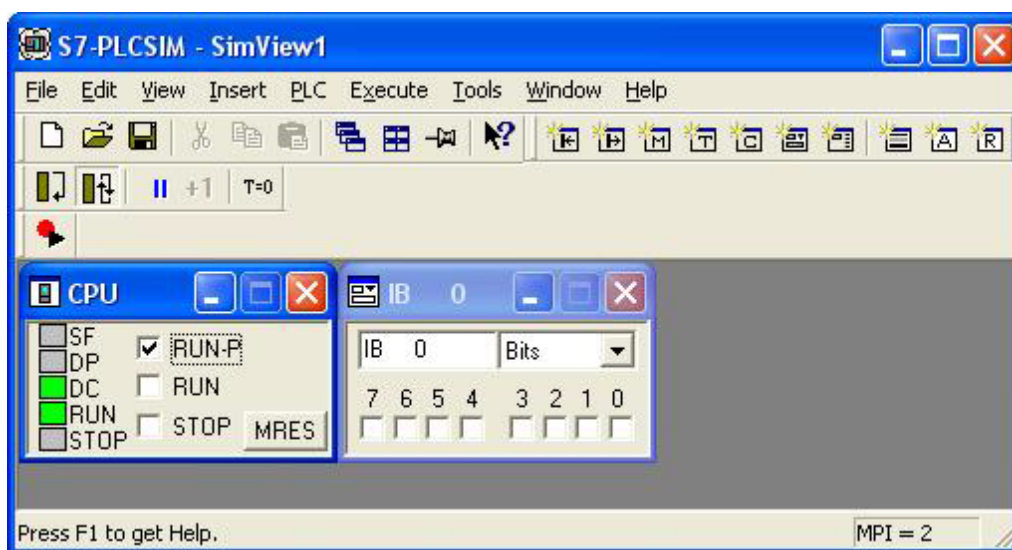 S7-PLCSIM - SimView1
File Edit View Insert PLC Execute Tools Window Help
M T C A R
+1 T=0
CPU
SF
DP
DC
RUN
STOP
RUN-P
RUN
STOP MRES
IB 0
IB 0 Bits
7 6 5 4 3 2 1 0
Press F1 to get Help. MPI = 2